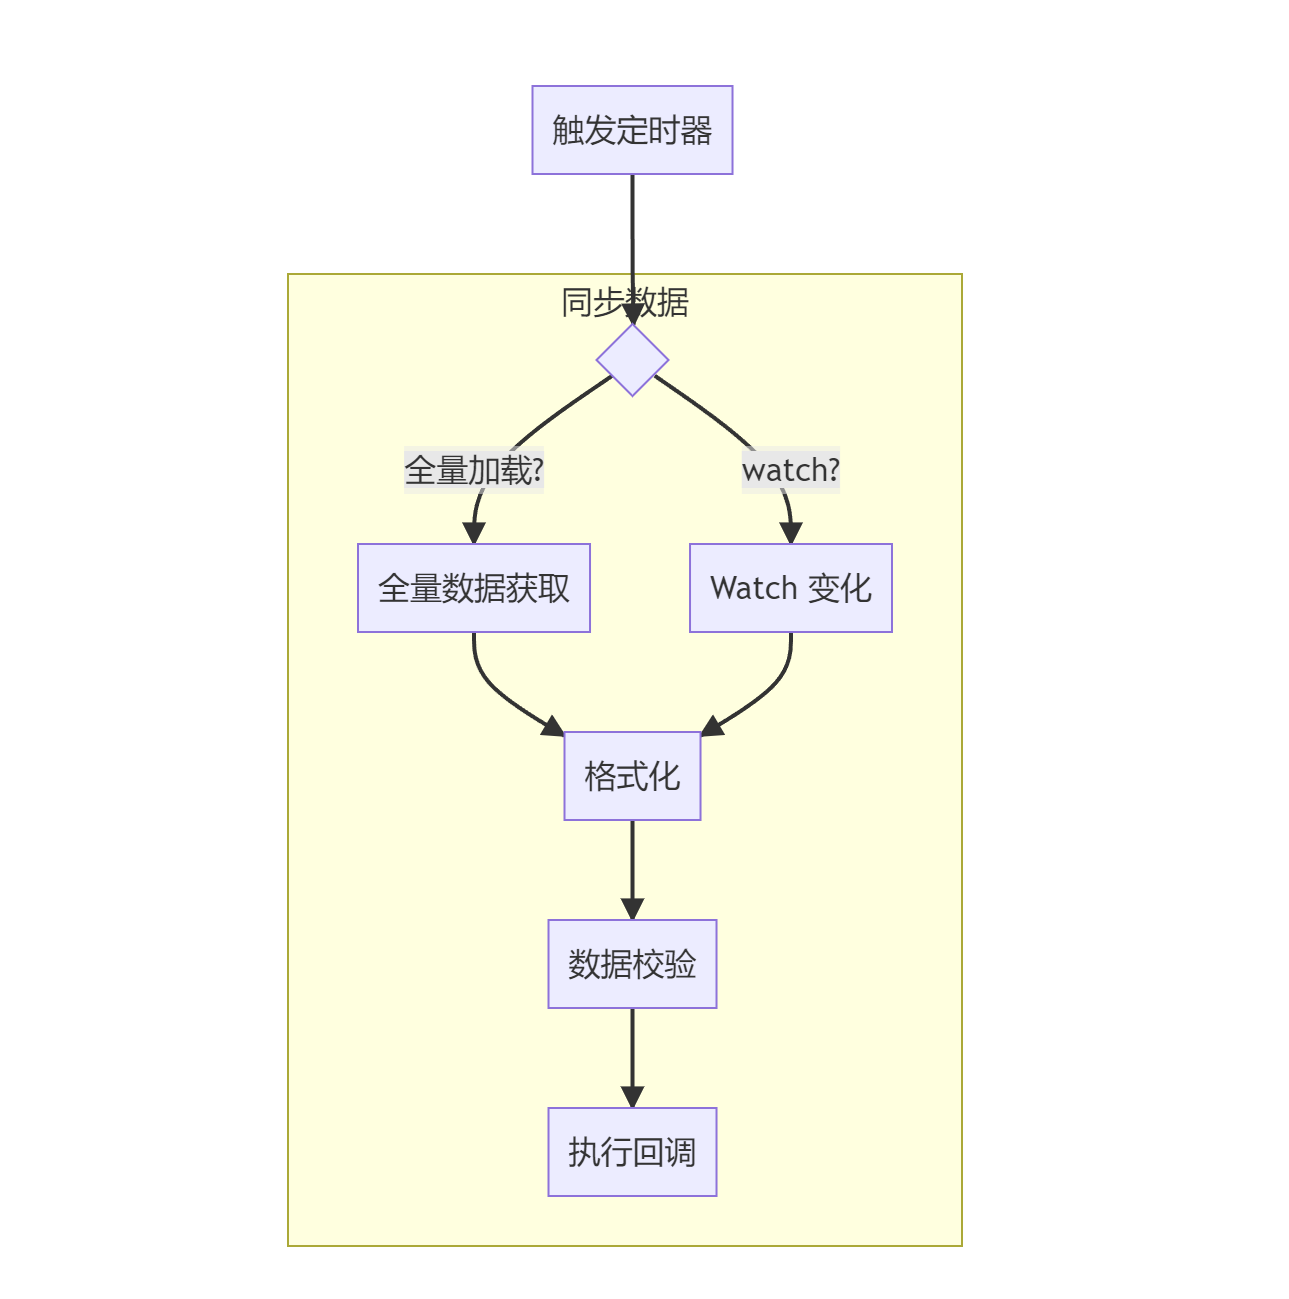 触发定时器
同步数据
全量加载?
watch?
全量数据获取
Watch 变化
格式化
数据校验
执行回调